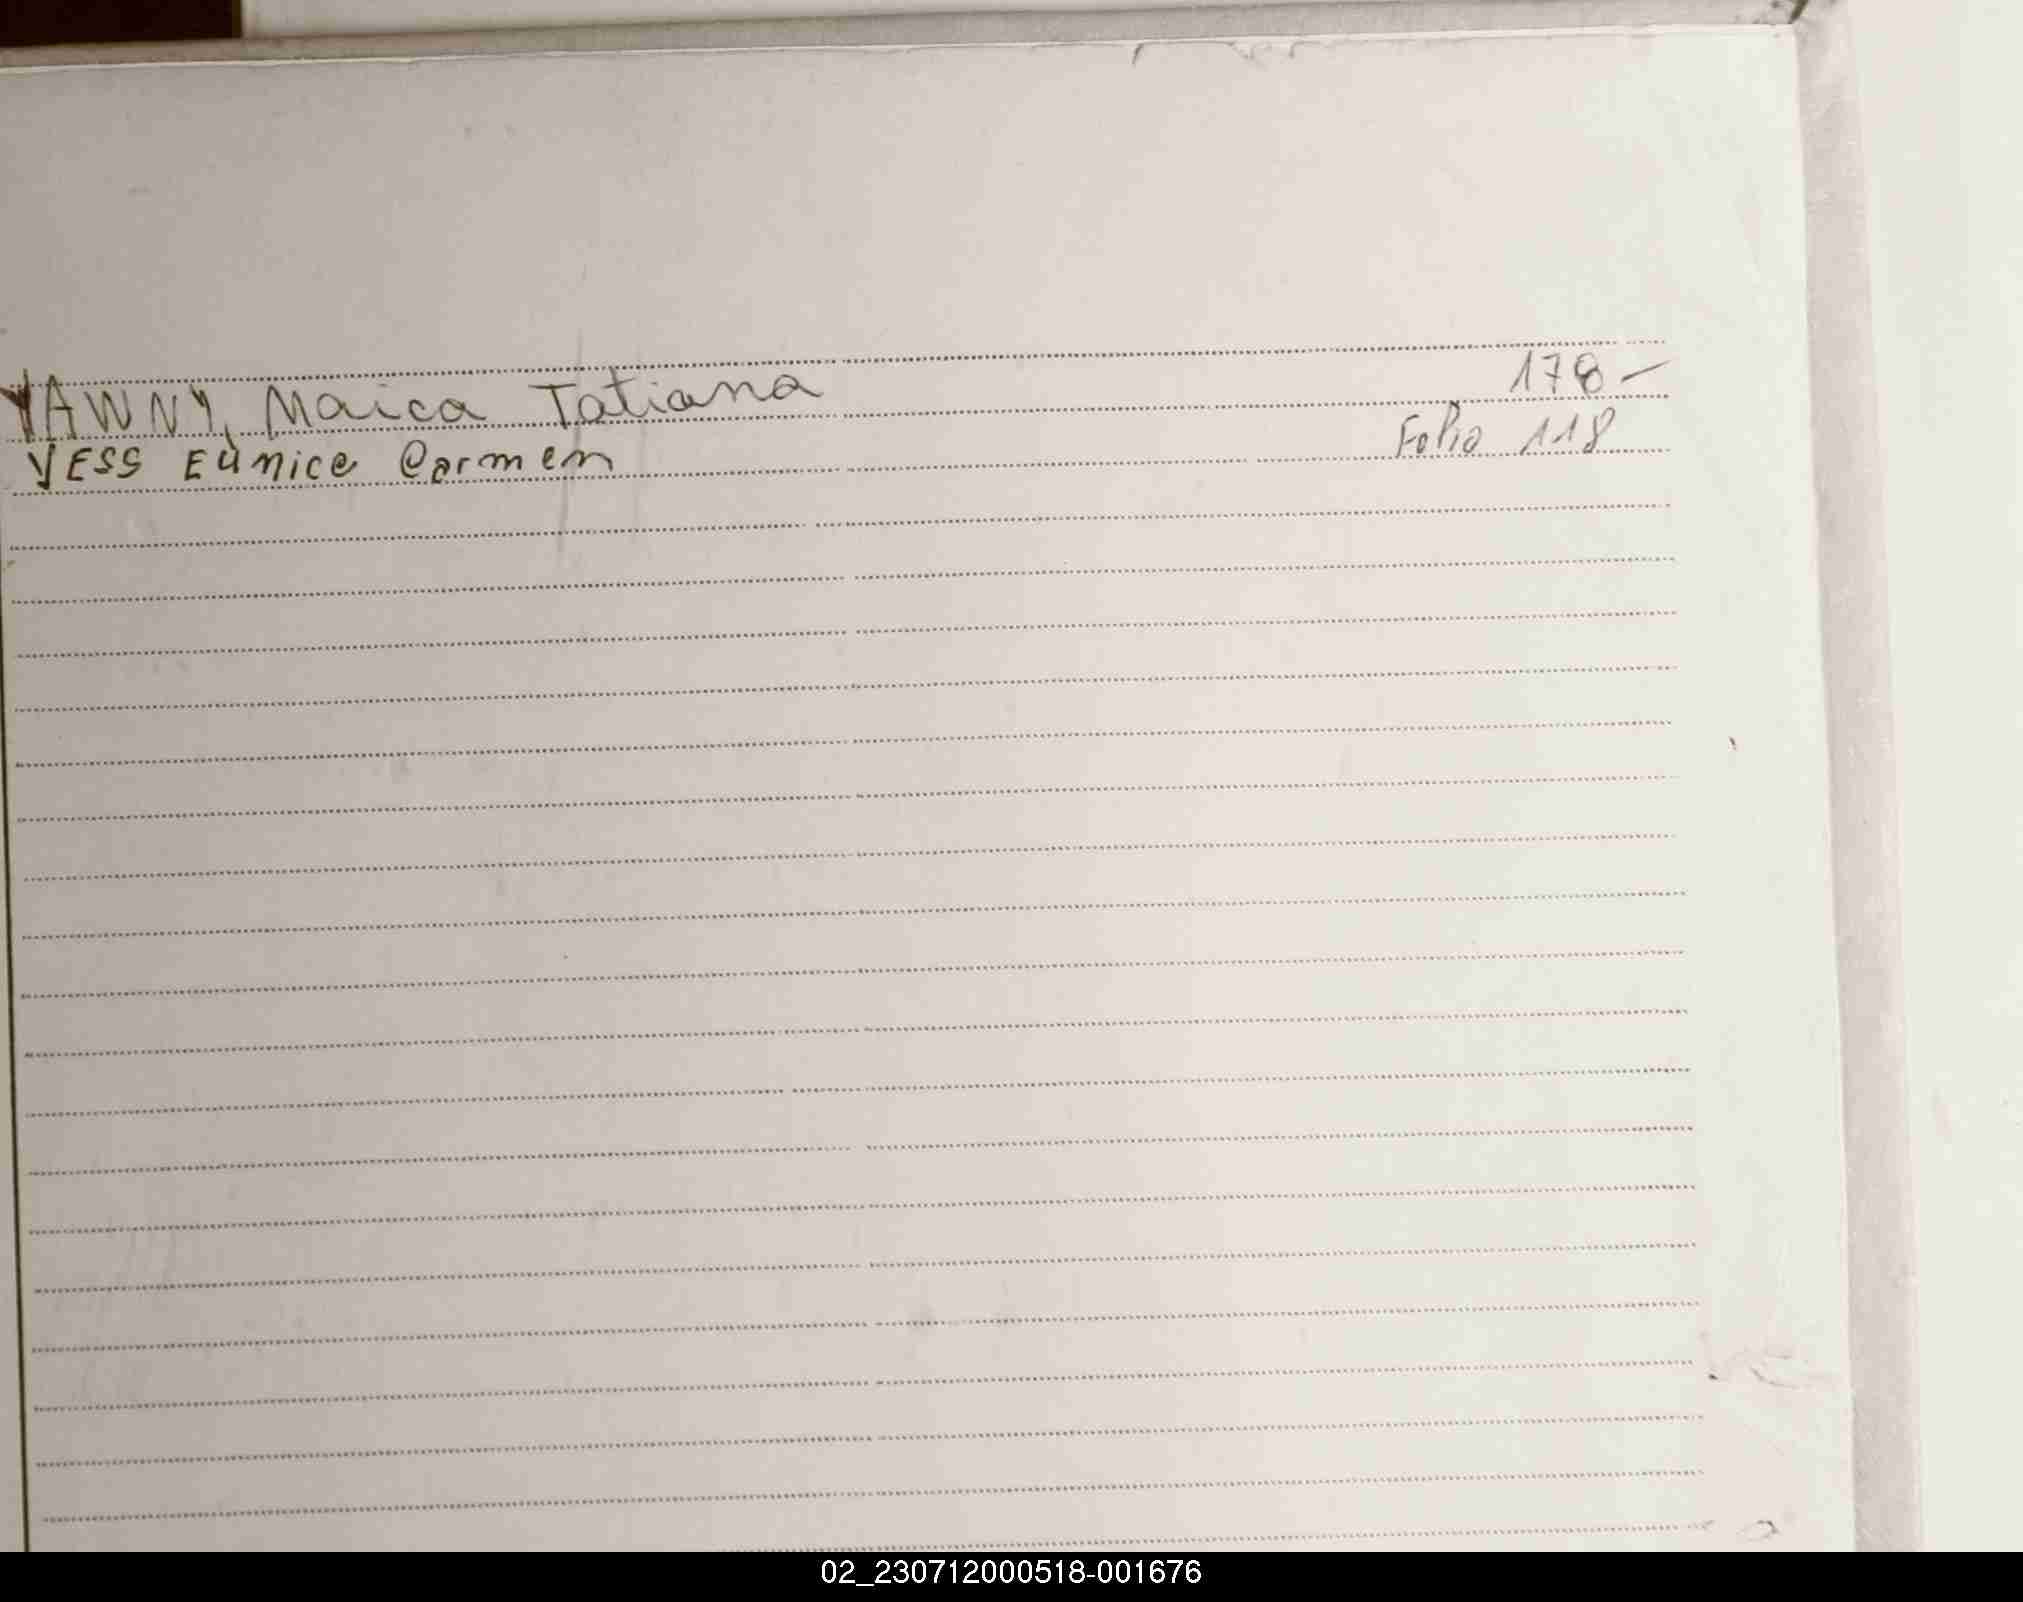 YAWNY, Maica Tatiana 178 -
YESS Eunice Carmen Folio 118
02_230712000518-001676